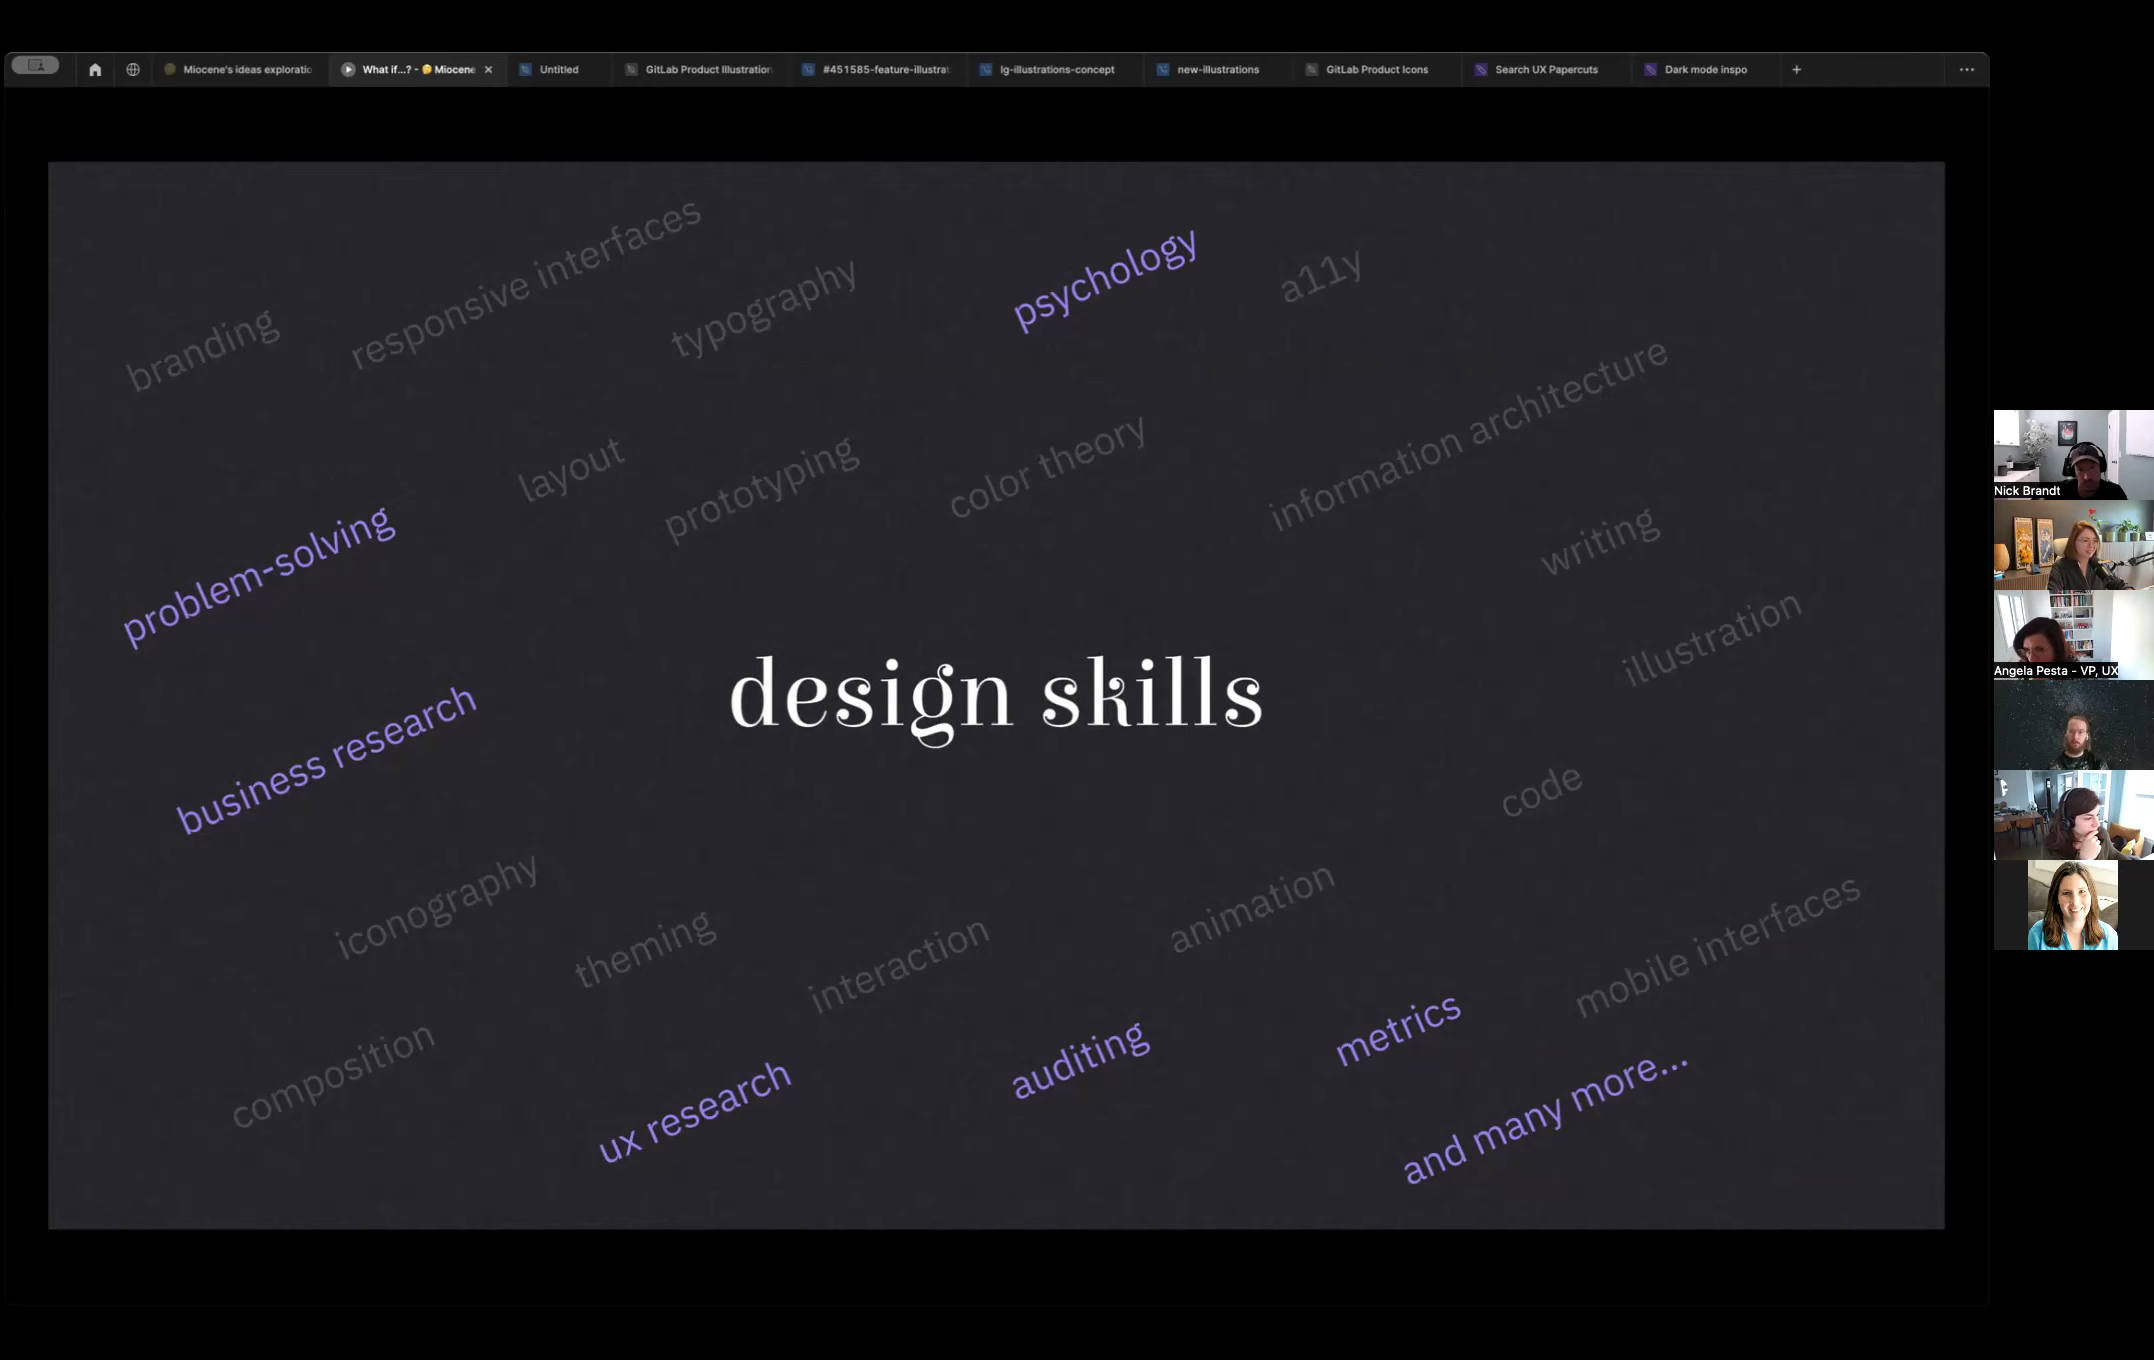 Miocene's ideas exploratic
What if...? - 🤔 Miocene
Untitled
GitLab Product Illustration
#451585-feature-illustrat
lg-illustrations-concept
new-illustrations
GitLab Product Icons
Search UX Papercuts
Dark mode inspo
branding
responsive interfaces
typography
psychology
a11y
problem-solving
layout
prototyping
color theory
information architecture
writing
illustration
business research
design skills
code
iconography
theming
interaction
animation
mobile interfaces
composition
ux research
auditing
metrics
and many more...
Nick Brandt
Angela Pesta - VP, UX